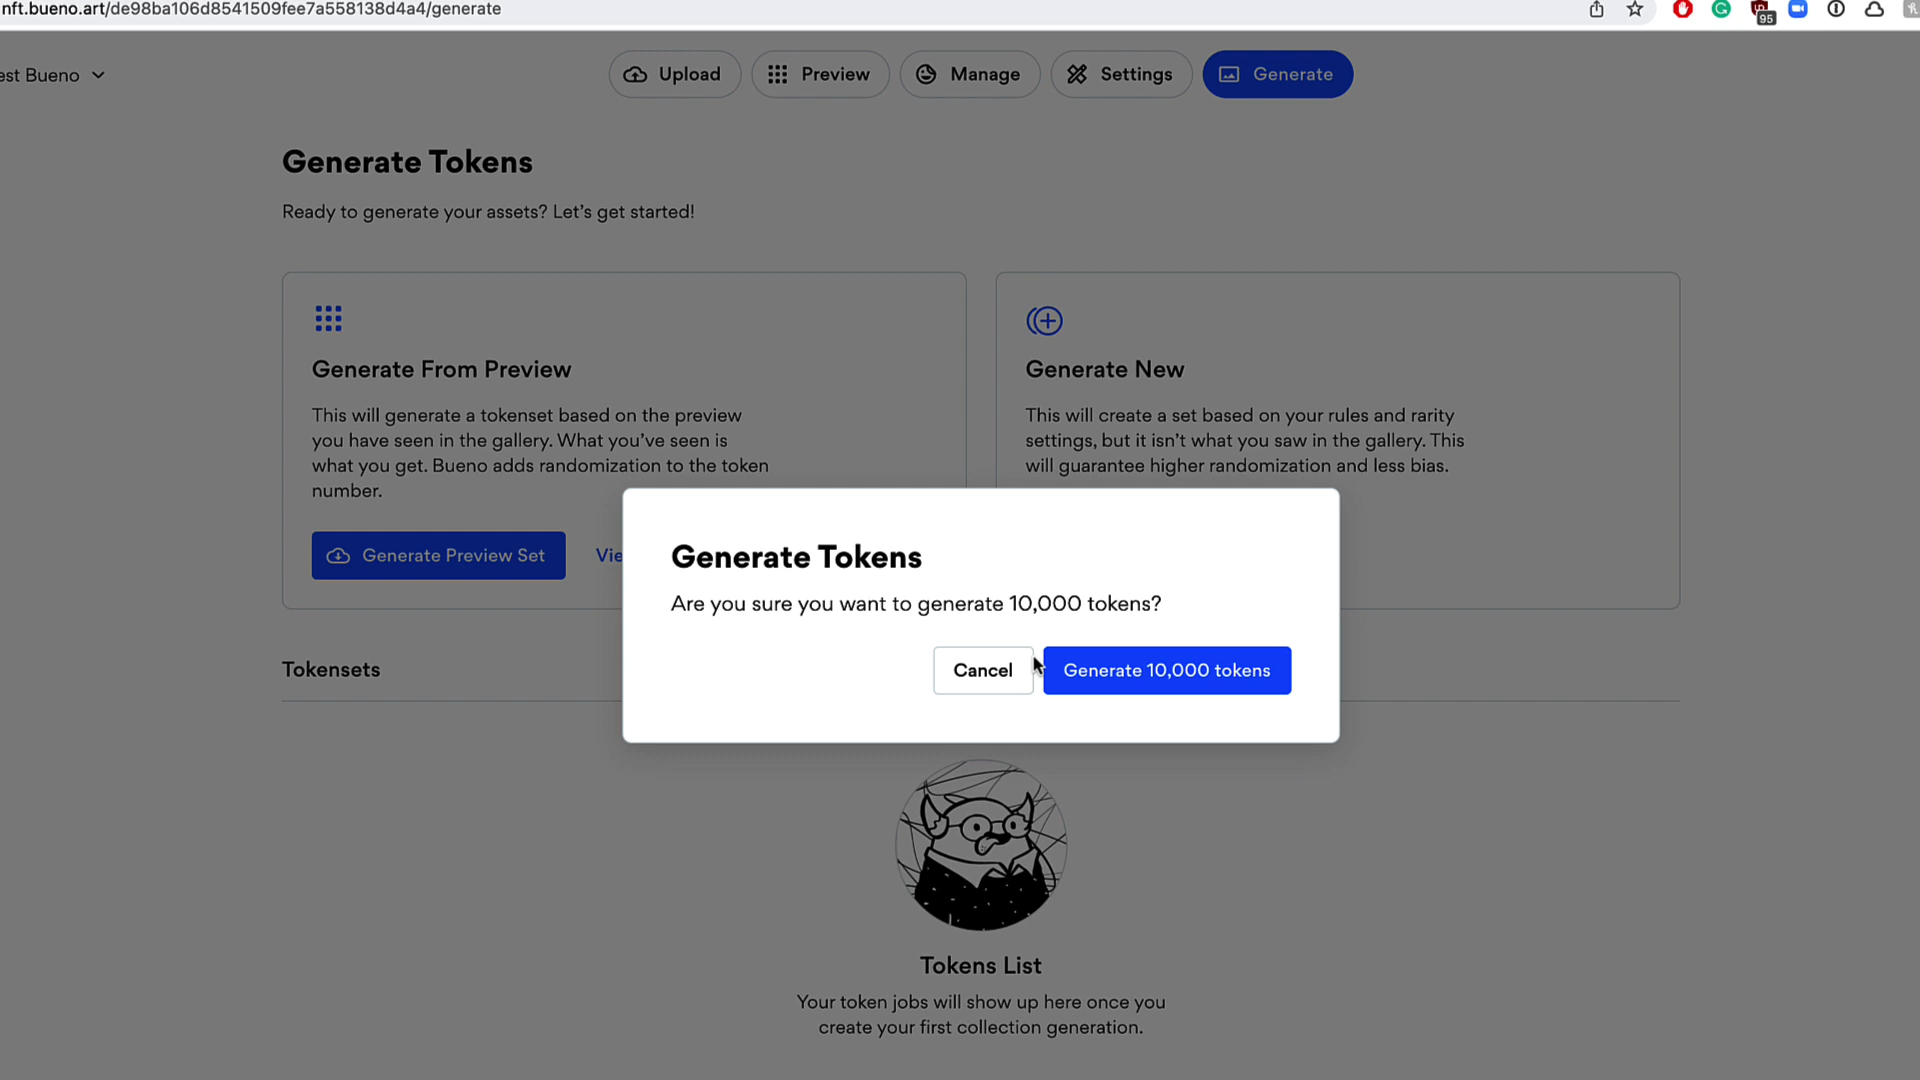 nft.bueno.art/de98ba106d8541509fee7a558138d4a4/generate
95
est Bueno
Upload
Preview
Manage
Settings
Generate
Generate Tokens
Ready to generate your assets? Let's get started!
Generate From Preview
This will generate a tokenset based on the preview
you have seen in the gallery. What you've seen is
what you get. Bueno adds randomization to the token
number.
Generate Preview Set
Vie
Generate New
This will create a set based on your rules and rarity
settings, but it isn't what you saw in the gallery. This
will guarantee higher randomization and less bias.
Generate Tokens
Are you sure you want to generate 10,000 tokens?
Cancel
Generate 10,000 tokens
Tokensets
Tokens List
Your token jobs will show up here once you
create your first collection generation.